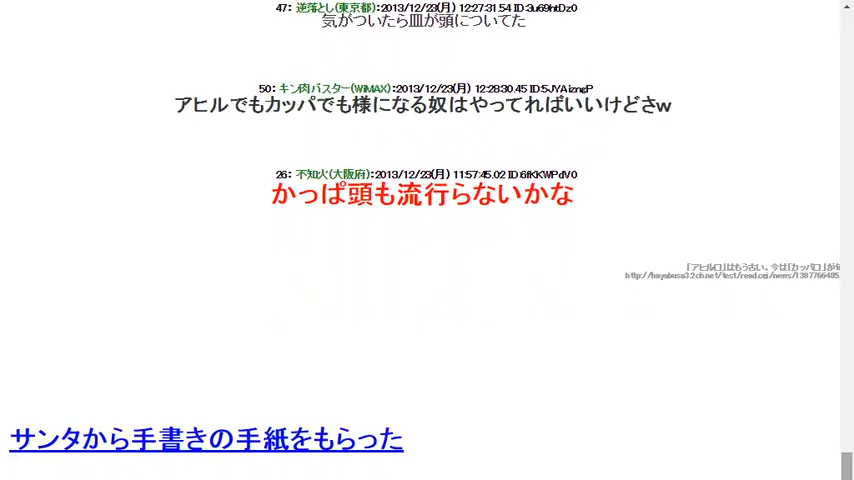 47: 逆落とし(東京都):2013/12/23(月) 12:27:31.54 ID:3u69htDz0
気がついたら皿が頭についてた
50: キン肉バスター(WiMAX):2013/12/23(月) 12:28:30.45 ID:5JYAizngP
アヒルでもカッパでも様になる奴はやってればいいけどさw
26: 不知火(大阪府):2013/12/23(月) 11:57:45.02 ID:6fKKWPdV0
かっぱ頭も流行らないかな
「アヒル口」はもう古い。今は「カッパ口」が
http://hayabusa3.2ch.net/test/read.cgi/news/1387766485
サンタから手書きの手紙をもらった